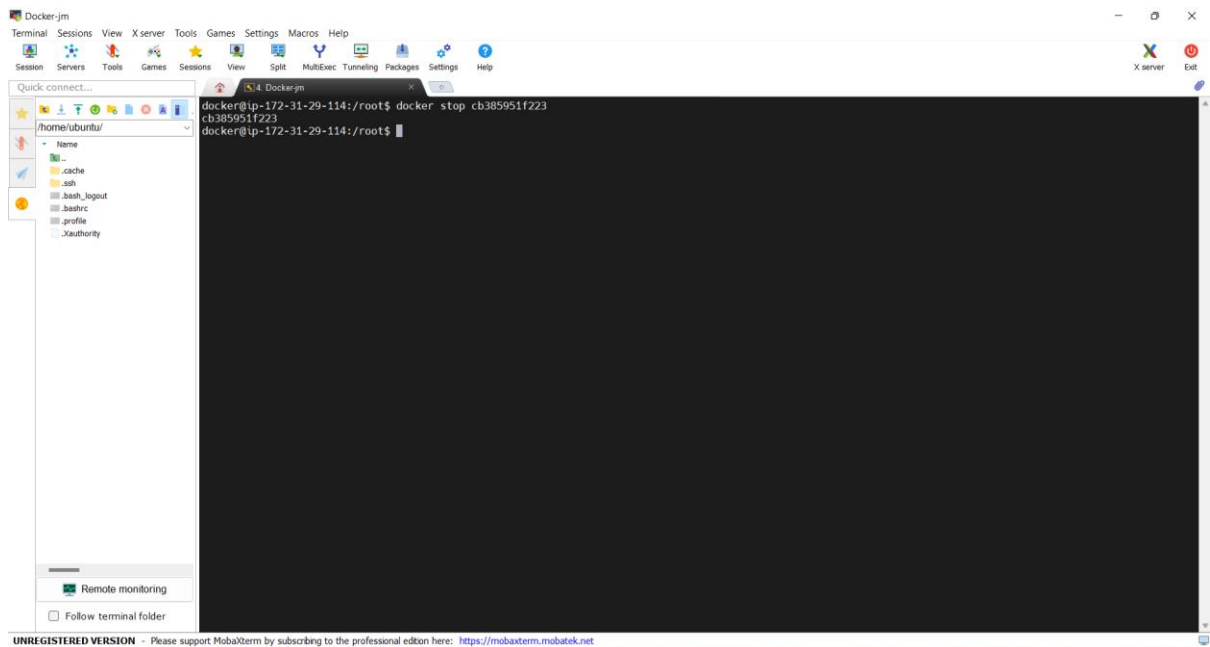 Docker-jm
Terminal Sessions View X server Tools Games Settings Macros Help
Session Servers Tools Games Sessions View Split MultiExec Tunneling Packages Settings Help X server Exit
Quick connect... 4. Docker-jm
docker@ip-172-31-29-114:/root$ docker stop cb385951f223
cb385951f223
docker@ip-172-31-29-114:/root$
/home/ubuntu/
Name
..
.cache
.ssh
.bash_logout
.bashrc
.profile
.Xauthority
Remote monitoring
Follow terminal folder
UNREGISTERED VERSION - Please support MobaXterm by subscribing to the professional edition here: https://mobaxterm.mobatek.net